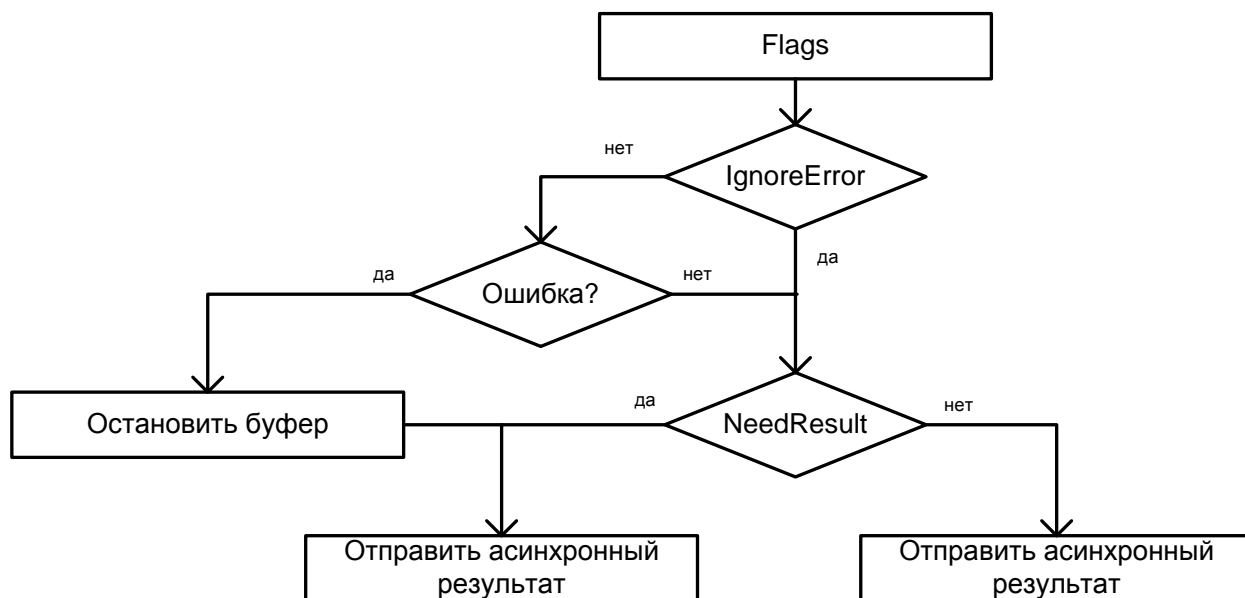 Flags
нет
IgnoreError
да
да
Ошибка?
нет
Остановить буфер
да
NeedResult
нет
Отправить асинхронный
результат
Отправить асинхронный
результат